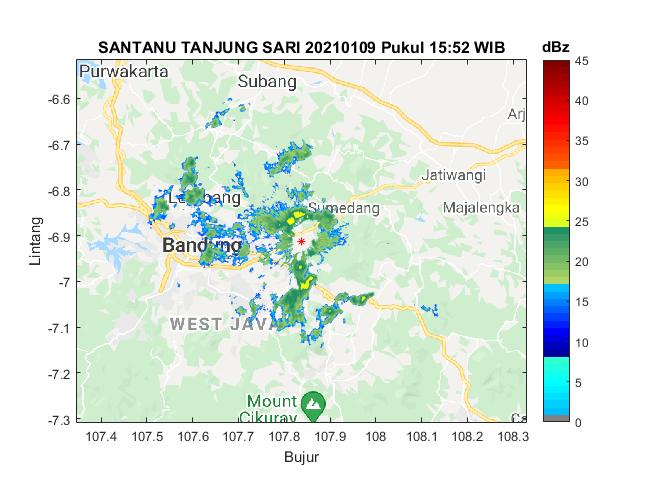 SANTANU TANJUNG SARI 20210109 Pukul 15:52 WIB
dBz
Purwakarta
Subang
Arj
Jatiwangi
Sumedang
Majalengka
Bandung
WEST JAVA
Mount
Cikuray
-6.6
-6.7
-6.8
-6.9
-7
-7.1
-7.2
-7.3
Lintang
107.4 107.5 107.6 107.7 107.8 107.9 108 108.1 108.2 108.3
Bujur
45
40
35
30
25
20
15
10
5
0